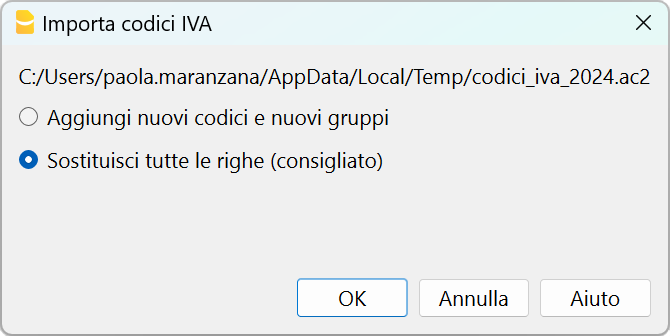 Importa codici IVA
C:/Users/paola.maranzana/AppData/Local/Temp/codici_iva_2024.ac2
Aggiungi nuovi codici e nuovi gruppi
Sostituisci tutte le righe (consigliato)
OK Annulla Aiuto